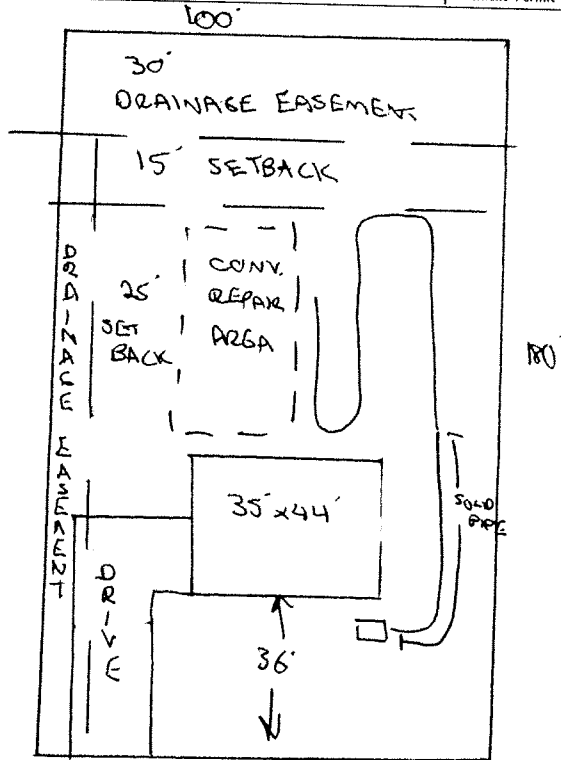 100'
30'
DRAINAGE EASEMENT
15' SETBACK
DRAINAGE EASEMENT
25'
SET
BACK
CONV.
REPAIR
AREA
180'
35' x 44'
SOLID
PIPE
DRIVE
36'